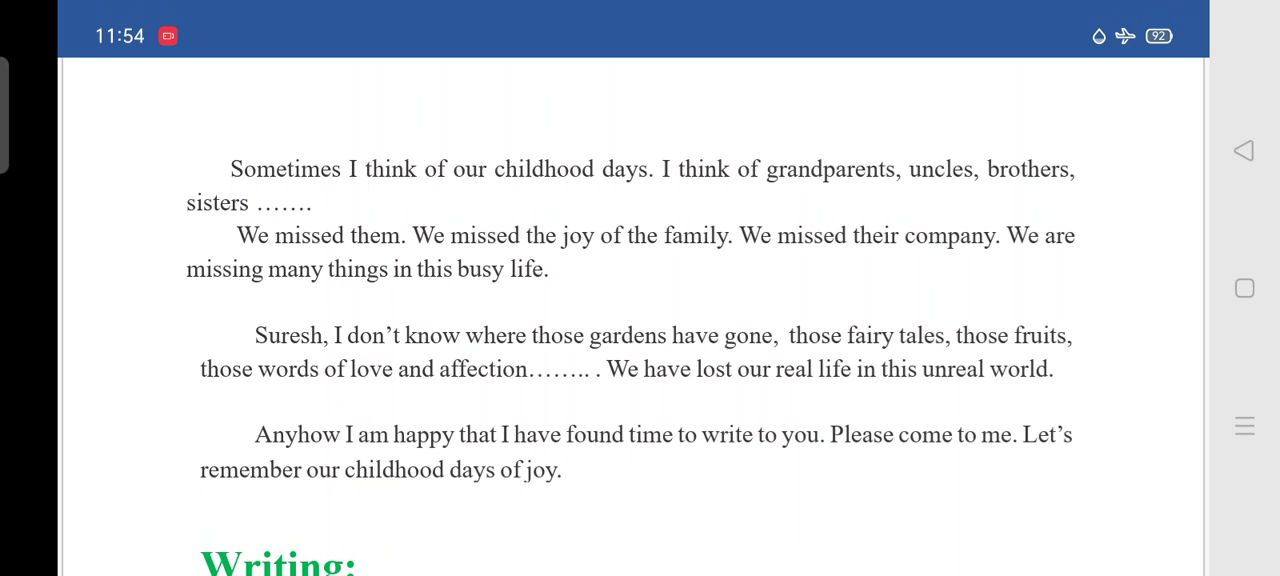 11:54
92
Sometimes I think of our childhood days. I think of grandparents, uncles, brothers,
sisters …….
We missed them. We missed the joy of the family. We missed their company. We are
missing many things in this busy life.
Suresh, I don’t know where those gardens have gone,  those fairy tales, those fruits,
those words of love and affection…….. . We have lost our real life in this unreal world.
Anyhow I am happy that I have found time to write to you. Please come to me. Let’s
remember our childhood days of joy.
Writing: